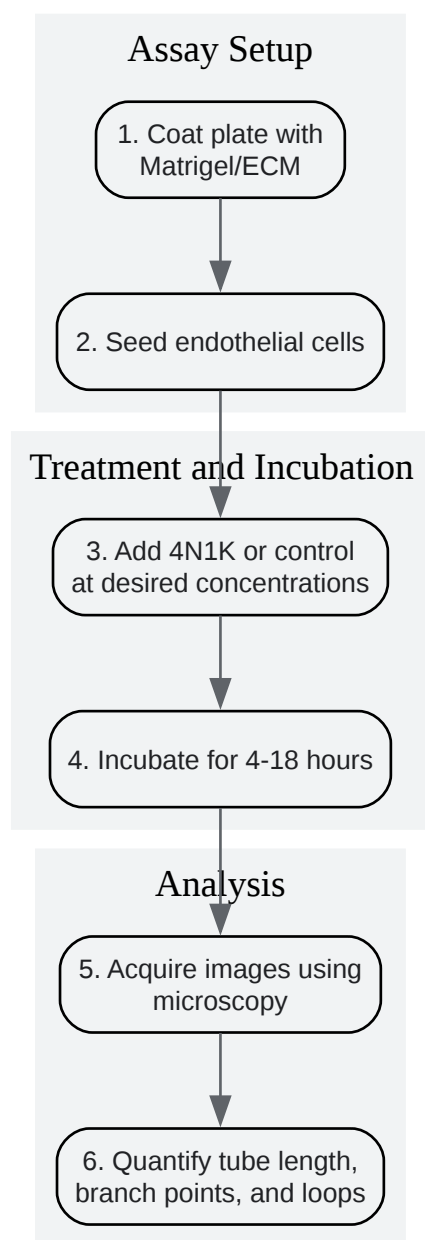 Assay Setup
1. Coat plate with
Matrigel/ECM
2. Seed endothelial cells
Treatment and Incubation
3. Add 4N1K or control
at desired concentrations
4. Incubate for 4-18 hours
Analysis
5. Acquire images using
microscopy
6. Quantify tube length,
branch points, and loops